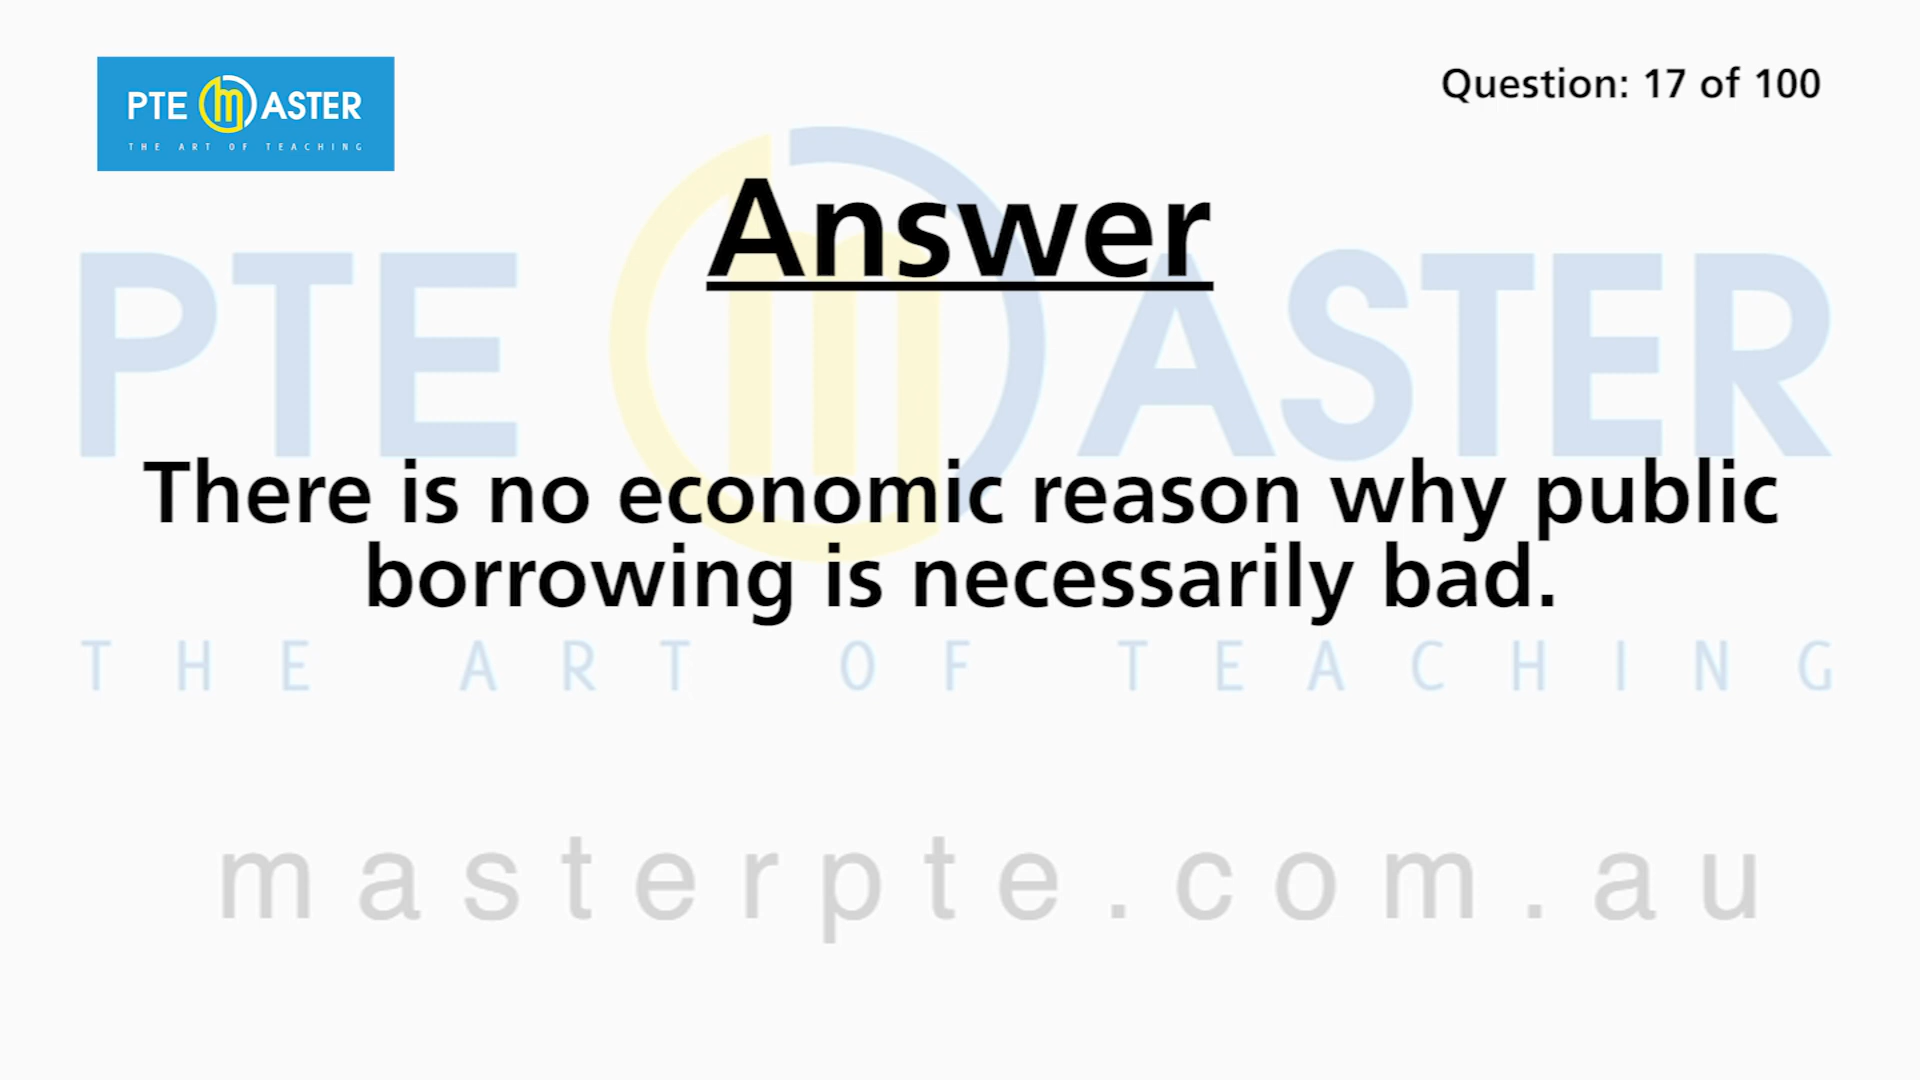 PTE MASTER
THE ART OF TEACHING
Question: 17 of 100
Answer
PTE MASTER
There is no economic reason why public
borrowing is necessarily bad.
THE ART OF TEACHING
masterpte.com.au